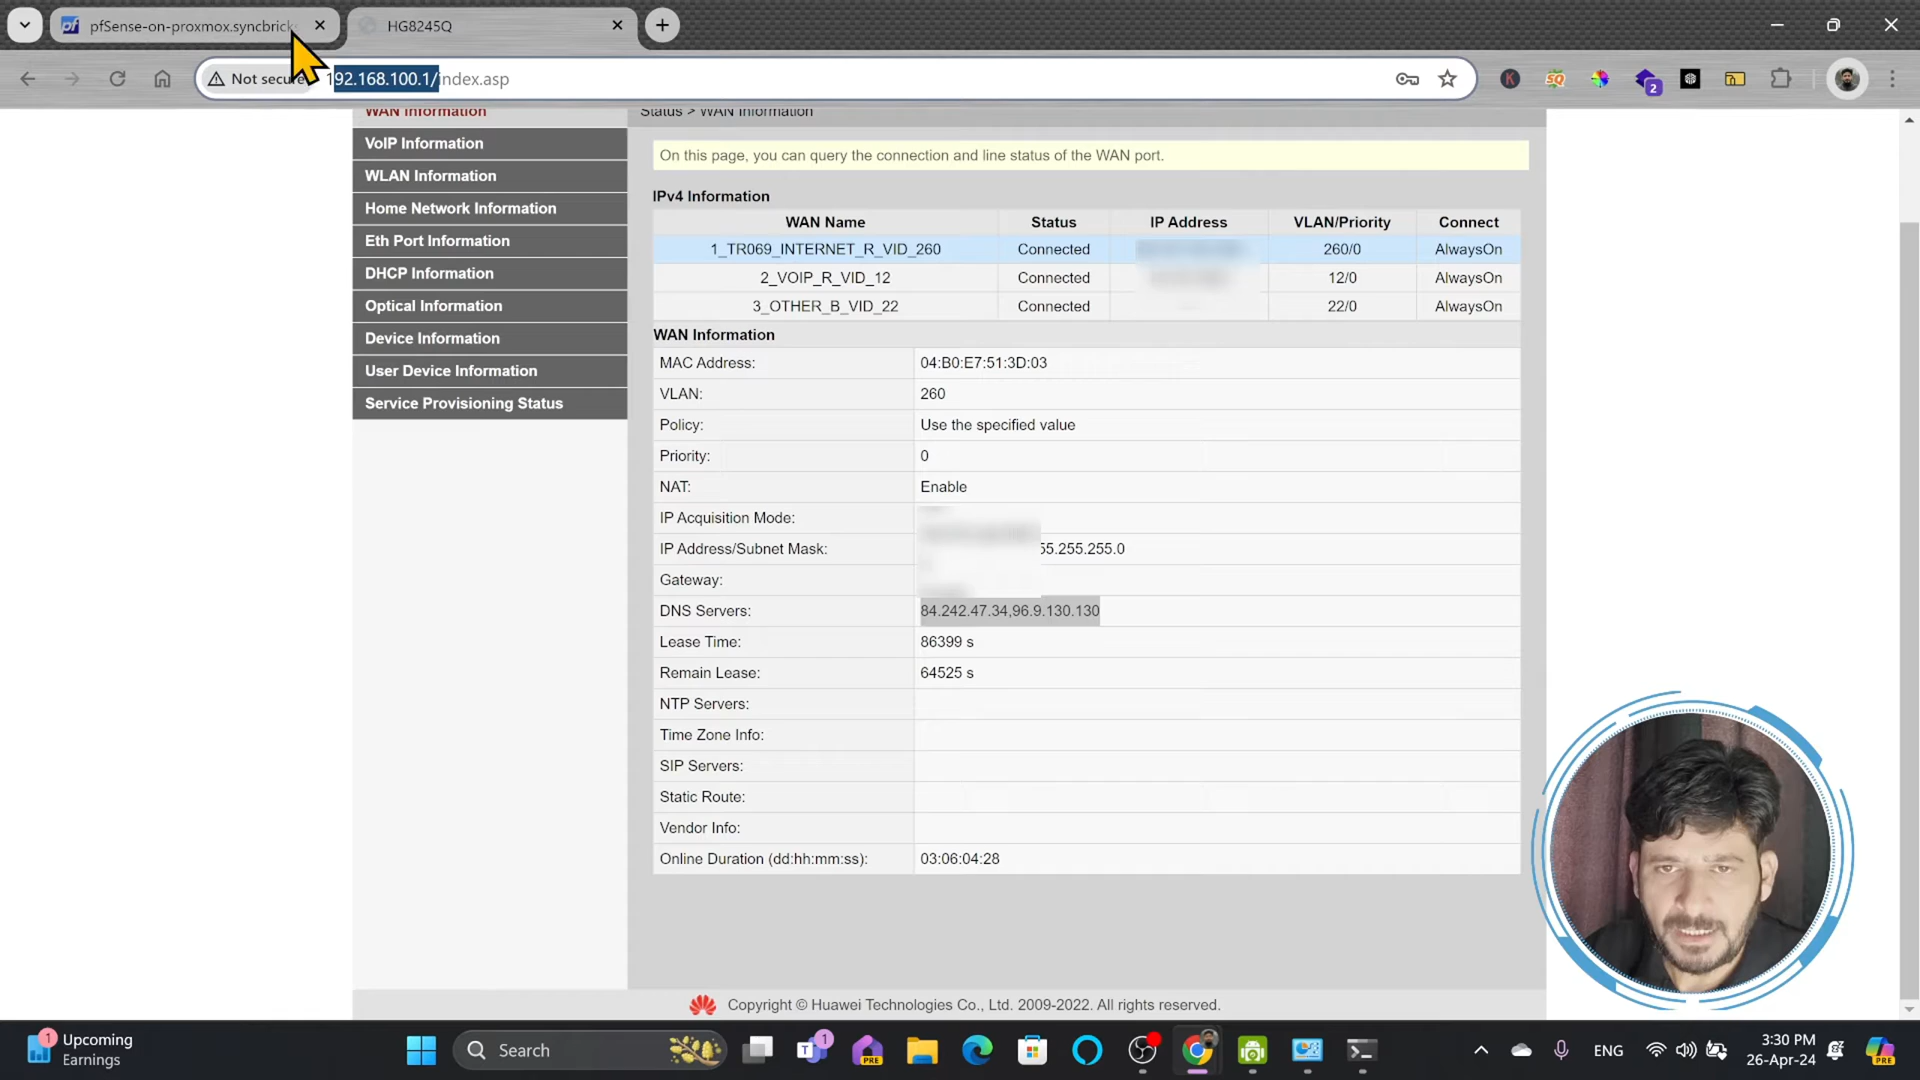 pfSense-on-proxmox.syncbricks
HG8245Q
Not secure
192.168.100.1/index.asp
2
WAN Information
VoIP Information
WLAN Information
Home Network Information
Eth Port Information
DHCP Information
Optical Information
Device Information
User Device Information
Service Provisioning Status
Status > WAN Information
On this page, you can query the connection and line status of the WAN port.
IPv4 Information
WAN Name Status IP Address VLAN/Priority Connect
1_TR069_INTERNET_R_VID_260 Connected 260/0 AlwaysOn
2_VOIP_R_VID_12 Connected 12/0 AlwaysOn
3_OTHER_B_VID_22 Connected 22/0 AlwaysOn
WAN Information
MAC Address: 04:B0:E7:51:3D:03
VLAN: 260
Policy: Use the specified value
Priority: 0
NAT: Enable
IP Acquisition Mode:
IP Address/Subnet Mask: 55.255.255.0
Gateway:
DNS Servers: 84.242.47.34,96.9.130.130
Lease Time: 86399 s
Remain Lease: 64525 s
NTP Servers:
Time Zone Info:
SIP Servers:
Static Route:
Vendor Info:
Online Duration (dd:hh:mm:ss): 03:06:04:28
Copyright © Huawei Technologies Co., Ltd. 2009-2022. All rights reserved.
1
Upcoming
Earnings
Search
1
PRE
ENG
3:30 PM
26-Apr-24
PRE